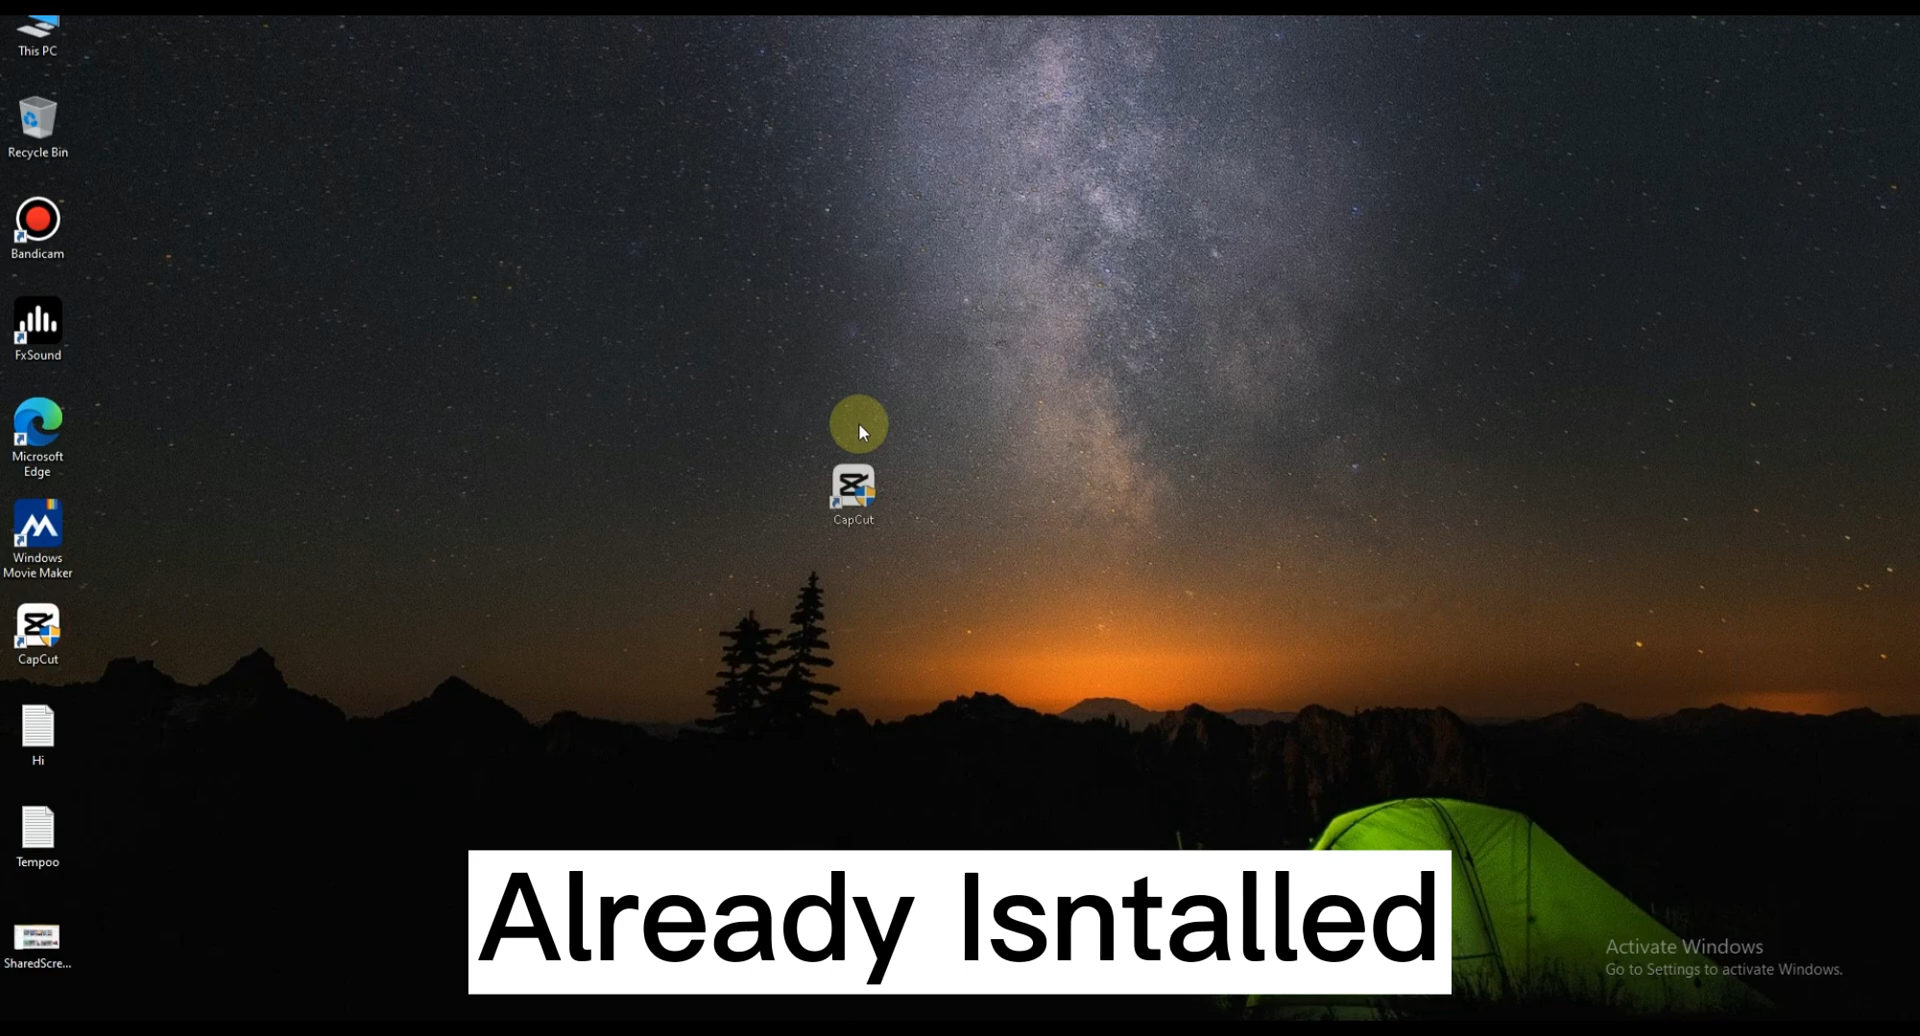 This PC
Recycle Bin
Bandicam
FxSound
Microsoft
Edge
Windows
Movie Maker
CapCut
Hi
Tempoo
SharedScre...
CapCut
Already Isntalled
Activate Windows
Go to Settings to activate Windows.